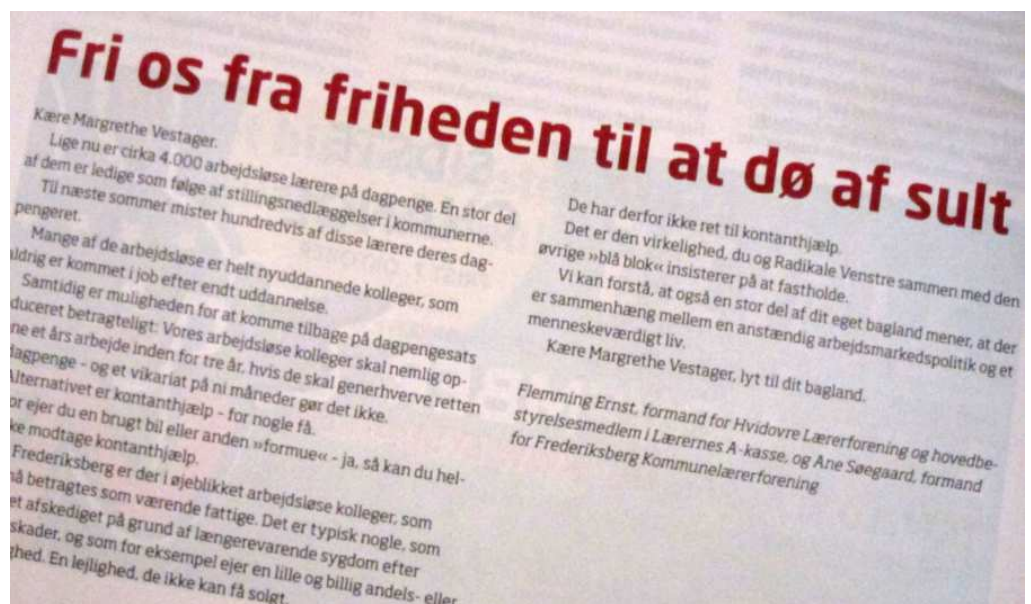 Fri os fra friheden til at dø af sult
Kære Margrethe Vestager.
Lige nu er cirka 4.000 arbejdsløse lærere på dagpenge. En stor del
af dem er ledige som følge af stillingsnedlæggelser i kommunerne.
Til næste sommer mister hundredvis af disse lærere deres dag-
pengeret.
Mange af de arbejdsløse er helt nyuddannede kolleger, som
ldrig er kommet i job efter endt uddannelse.
Samtidig er muligheden for at komme tilbage på dagpengesats
duceret betragteligt: Vores arbejdsløse kolleger skal nemlig op-
ne et års arbejde inden for tre år, hvis de skal generhverve retten
dagpenge - og et vikariat på ni måneder gør det ikke.
Alternativet er kontanthjælp - for nogle få.
or ejer du en brugt bil eller anden »formue« - ja, så kan du hel-
ke modtage kontanthjælp.
Frederiksberg er der i øjeblikket arbejdsløse kolleger, som
å betragtes som værende fattige. Det er typisk nogle, som
et afskediget på grund af længerevarende sygdom efter
skader, og som for eksempel ejer en lille og billig andels- eller
ghed. En lejlighed, de ikke kan få solgt.
De har derfor ikke ret til kontanthjælp.
Det er den virkelighed, du og Radikale Venstre sammen med den
øvrige »blå blok« insisterer på at fastholde.
Vi kan forstå, at også en stor del af dit eget bagland mener, at der
er sammenhæng mellem en anstændig arbejdsmarkedspolitik og et
menneskeværdigt liv.
Kære Margrethe Vestager, lyt til dit bagland.
Flemming Ernst, formand for Hvidovre Lærerforening og hovedbe-
styrelsesmedlem i Lærernes A-kasse, og Ane Søegaard, formand
for Frederiksberg Kommunelærerforening